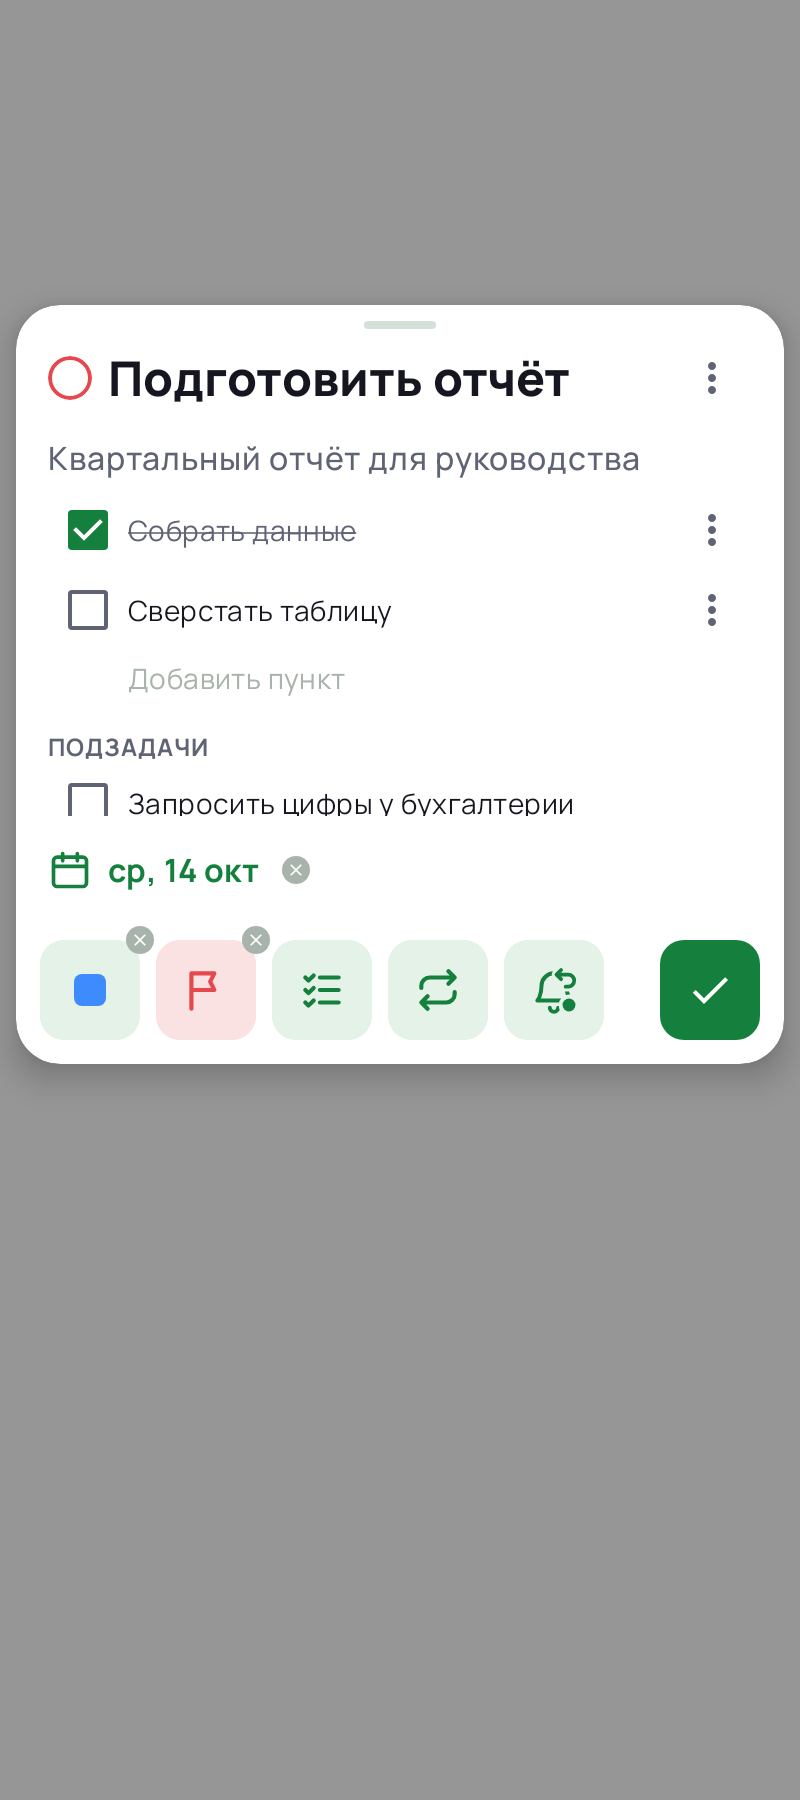 Подготовить отчёт
Квартальный отчёт для руководства
Собрать данные
Сверстать таблицу
Добавить пункт
ПОДЗАДАЧИ
Запросить цифры у бухгалтерии
ср, 14 окт